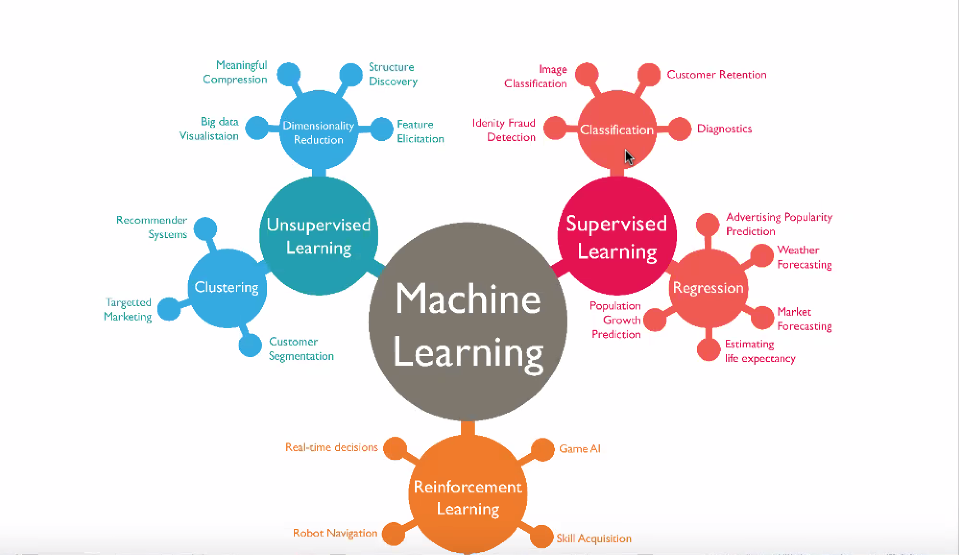 Meaningful
Compression
Structure
Discovery
Big data
Visualistaion
Dimensionality
Reduction
Feature
Elicitation
Unsupervised
Learning
Recommender
Systems
Clustering
Targetted
Marketing
Customer
Segmentation
Machine
Learning
Image
Classification
Customer Retention
Idenity Fraud
Detection
Classification
Diagnostics
Supervised
Learning
Advertising Popularity
Prediction
Weather
Forecasting
Regression
Population
Growth
Prediction
Market
Forecasting
Estimating
life expectancy
Real-time decisions
Game AI
Reinforcement
Learning
Robot Navigation
Skill Acquisition